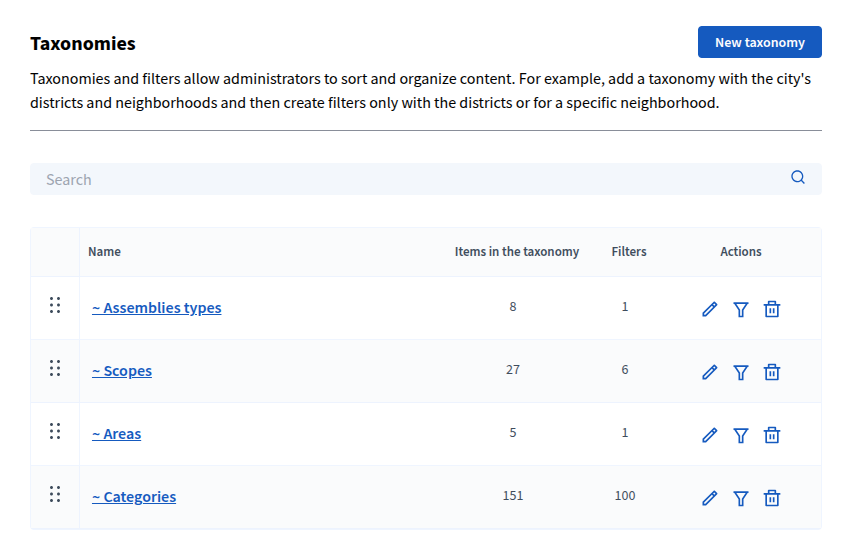 Taxonomies
New taxonomy
Taxonomies and filters allow administrators to sort and organize content. For example, add a taxonomy with the city's
districts and neighborhoods and then create filters only with the districts or for a specific neighborhood.
Search
Name Items in the taxonomy Filters Actions
~ Assemblies types 8 1
~ Scopes 27 6
~ Areas 5 1
~ Categories 151 100